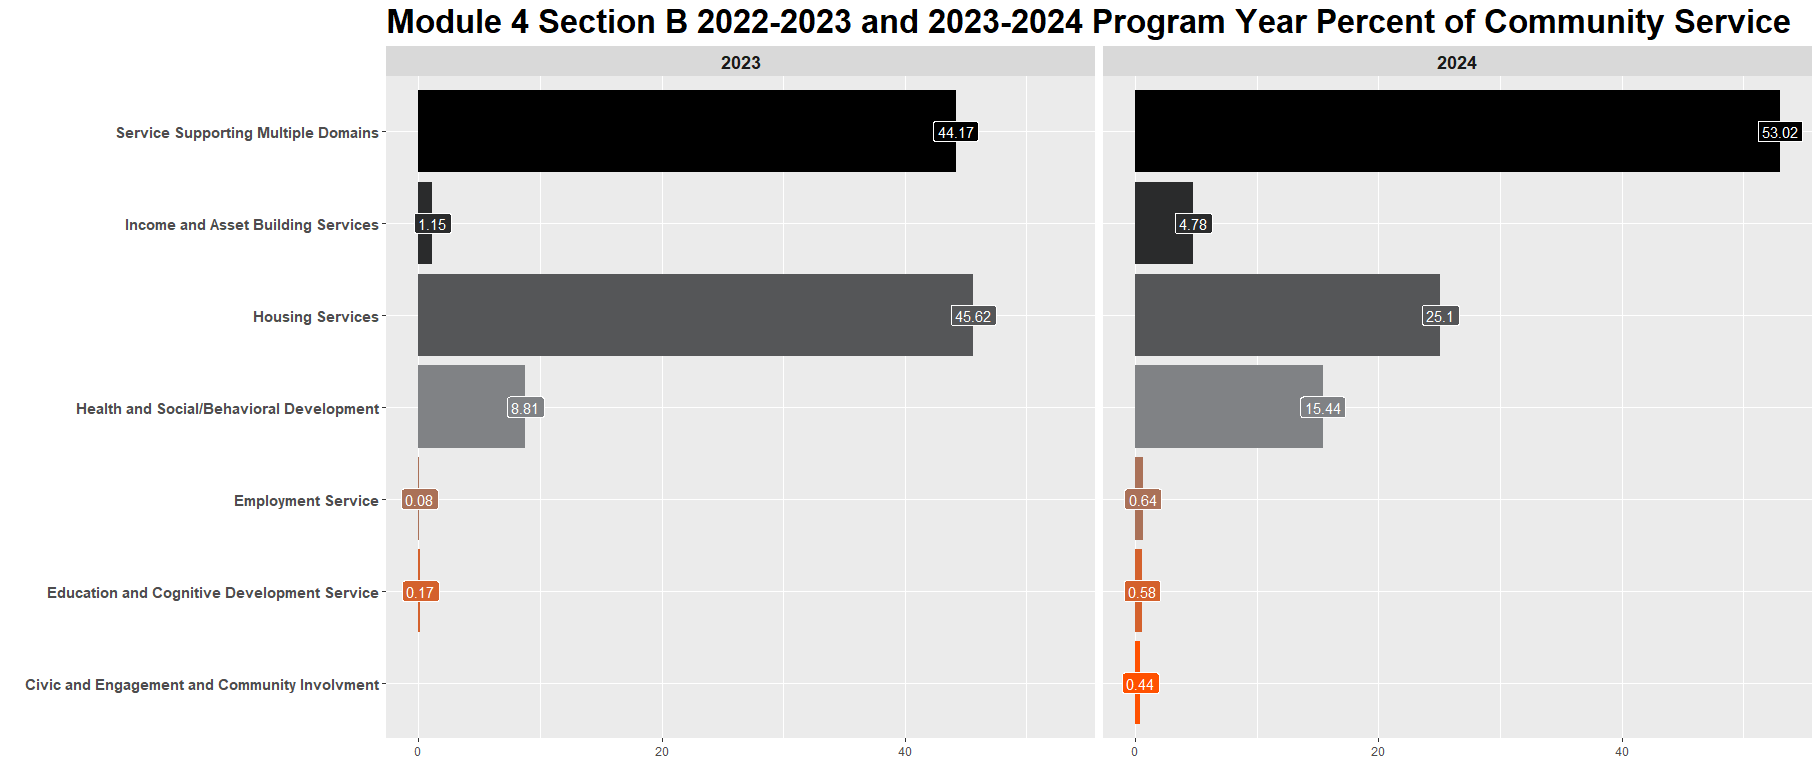 Module 4 Section B 2022-2023 and 2023-2024 Program Year Percent of Community Service
2023
2024
Service Supporting Multiple Domains
44.17
53.02
Income and Asset Building Services
1.15
4.78
Housing Services
45.62
25.1
Health and Social/Behavioral Development
8.81
15.44
Employment Service
0.08
0.64
Education and Cognitive Development Service
0.17
0.58
Civic and Engagement and Community Involvment
0.44
0
20
40
0
20
40